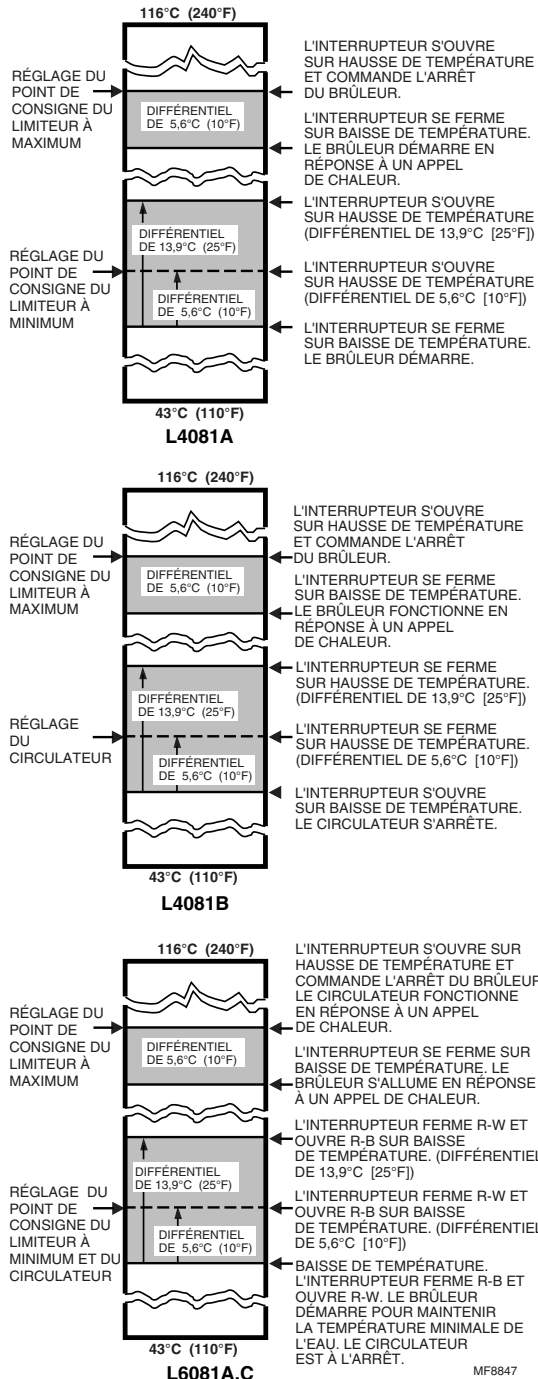 116°C (240°F)
RÉGLAGE DU
POINT DE
CONSIGNE DU
LIMITEUR À
MAXIMUM
DIFFÉRENTIEL
DE 5,6°C (10°F)
L'INTERRUPTEUR S'OUVRE
SUR HAUSSE DE TEMPÉRATURE
ET COMMANDE L'ARRÊT
DU BRÛLEUR.
L'INTERRUPTEUR SE FERME
SUR BAISSE DE TEMPÉRATURE.
LE BRÛLEUR DÉMARRE EN
RÉPONSE À UN APPEL
DE CHALEUR.
L'INTERRUPTEUR S'OUVRE
SUR HAUSSE DE TEMPÉRATURE
(DIFFÉRENTIEL DE 13,9°C [25°F])
DIFFÉRENTIEL
DE 13,9°C (25°F)
RÉGLAGE DU
POINT DE
CONSIGNE DU
LIMITEUR À
MINIMUM
DIFFÉRENTIEL
DE 5,6°C (10°F)
L'INTERRUPTEUR S'OUVRE
SUR HAUSSE DE TEMPÉRATURE
(DIFFÉRENTIEL DE 5,6°C [10°F])
L'INTERRUPTEUR SE FERME
SUR BAISSE DE TEMPÉRATURE.
LE BRÛLEUR DÉMARRE.
43°C (110°F)
L4081A
116°C (240°F)
RÉGLAGE DU
POINT DE
CONSIGNE DU
LIMITEUR À
MAXIMUM
DIFFÉRENTIEL
DE 5,6°C (10°F)
L'INTERRUPTEUR S'OUVRE
SUR HAUSSE DE TEMPÉRATURE
ET COMMANDE L'ARRÊT
DU BRÛLEUR.
L'INTERRUPTEUR SE FERME
SUR BAISSE DE TEMPÉRATURE.
LE BRÛLEUR FONCTIONNE EN
RÉPONSE À UN APPEL
DE CHALEUR.
L'INTERRUPTEUR SE FERME
SUR HAUSSE DE TEMPÉRATURE.
(DIFFÉRENTIEL DE 13,9°C [25°F])
DIFFÉRENTIEL
DE 13,9°C (25°F)
RÉGLAGE
DU
CIRCULATEUR
DIFFÉRENTIEL
DE 5,6°C (10°F)
L'INTERRUPTEUR SE FERME
SUR HAUSSE DE TEMPÉRATURE.
(DIFFÉRENTIEL DE 5,6°C [10°F])
L'INTERRUPTEUR S'OUVRE
SUR BAISSE DE TEMPÉRATURE.
LE CIRCULATEUR S'ARRÊTE.
43°C (110°F)
L4081B
116°C (240°F)
RÉGLAGE DU
POINT DE
CONSIGNE DU
LIMITEUR À
MAXIMUM
DIFFÉRENTIEL
DE 5,6°C (10°F)
L'INTERRUPTEUR S'OUVRE SUR
HAUSSE DE TEMPÉRATURE ET
COMMANDE L'ARRÊT DU BRÛLEUR
LE CIRCULATEUR FONCTIONNE
EN RÉPONSE À UN APPEL
DE CHALEUR.
L'INTERRUPTEUR SE FERME SUR
BAISSE DE TEMPÉRATURE. LE
BRÛLEUR S'ALLUME EN RÉPONSE
À UN APPEL DE CHALEUR.
L'INTERRUPTEUR FERME R-W ET
OUVRE R-B SUR BAISSE
DE TEMPÉRATURE. (DIFFÉRENTIEL
DE 13,9°C [25°F])
DIFFÉRENTIEL
DE 13,9°C (25°F)
RÉGLAGE DU
POINT DE
CONSIGNE DU
LIMITEUR À
MINIMUM ET DU
CIRCULATEUR
DIFFÉRENTIEL
DE 5,6°C (10°F)
L'INTERRUPTEUR FERME R-W ET
OUVRE R-B SUR BAISSE
DE TEMPÉRATURE. (DIFFÉRENTIEL
DE 5,6°C [10°F])
BAISSE DE TEMPÉRATURE.
L'INTERRUPTEUR FERME R-B ET
OUVRE R-W. LE BRÛLEUR
DÉMARRE POUR MAINTENIR
LA TEMPÉRATURE MINIMALE DE
L'EAU. LE CIRCULATEUR
EST À L'ARRÊT.
43°C (110°F)
L6081A,C
MF8847